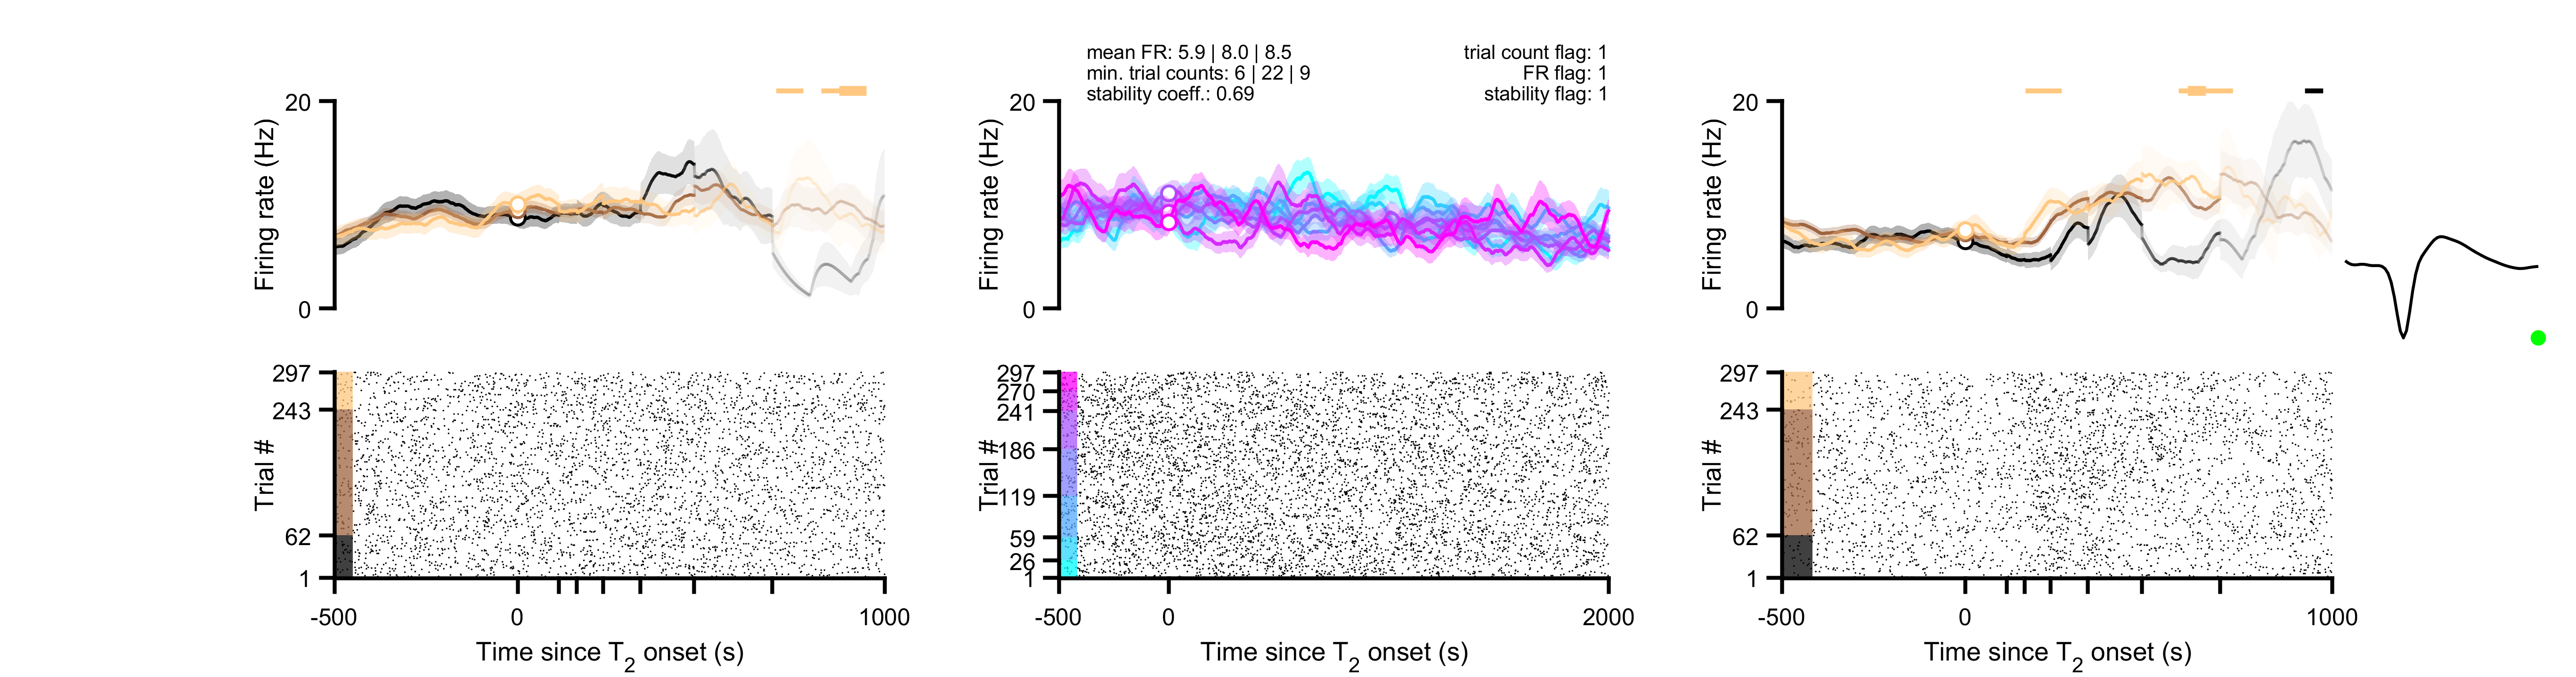 mean FR: 5.9 | 8.0 | 8.5
min. trial counts: 6 | 22 | 9
stability coeff.: 0.69
trial count flag: 1
FR flag: 1
stability flag: 1
20
0
Firing rate (Hz)
20
0
Firing rate (Hz)
20
0
Firing rate (Hz)
297
243
62
1
Trial #
-500
0
1000
Time since T2 onset (s)
297
270
241
186
119
59
26
1
Trial #
-500
0
2000
Time since T2 onset (s)
297
243
62
1
Trial #
-500
0
1000
Time since T2 onset (s)